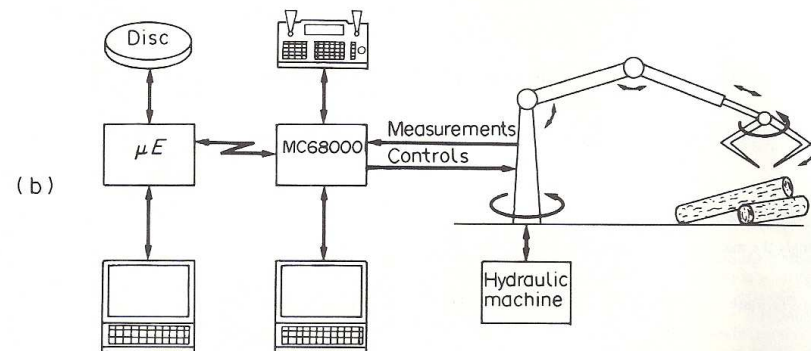 Disc
μE
MC68000
Measurements
Controls
(b)
Hydraulic
machine